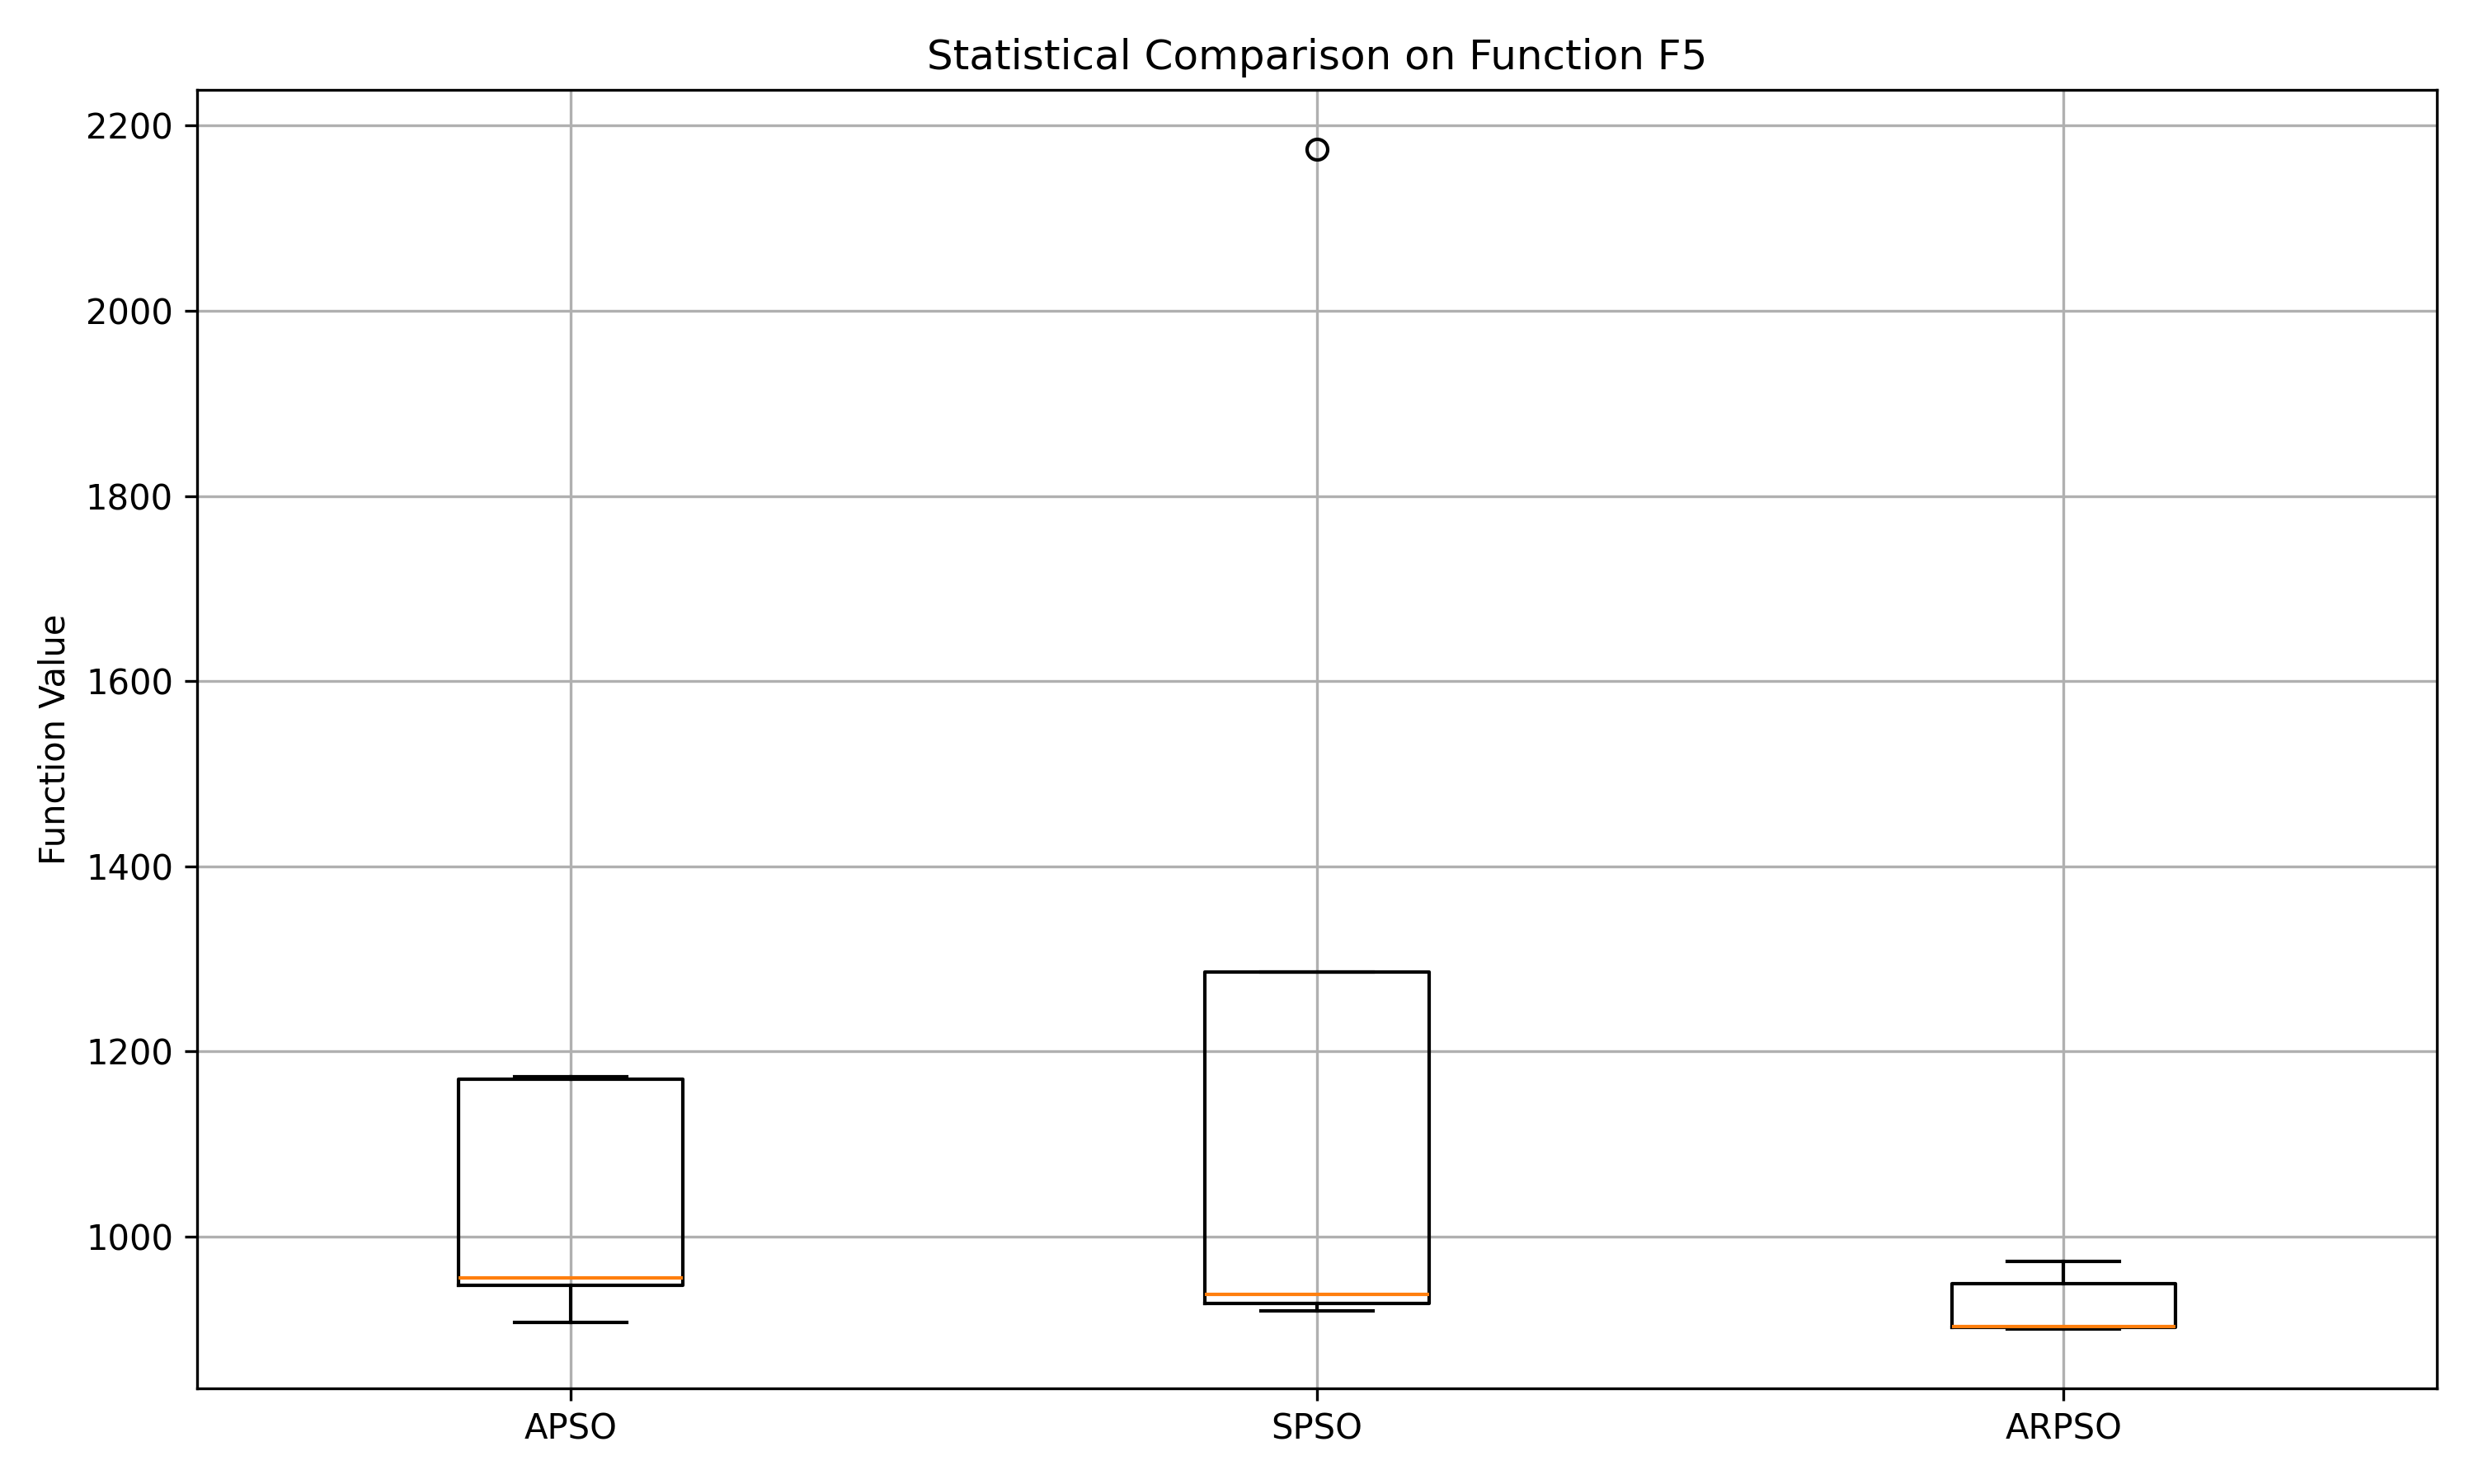 Statistical Comparison on Function F5
Function Value
2200
2000
1800
1600
1400
1200
1000
APSO
SPSO
ARPSO